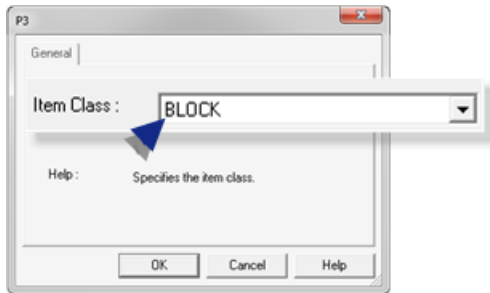 P3
General
Item Class : BLOCK
Help : Specifies the item class.
OK Cancel Help